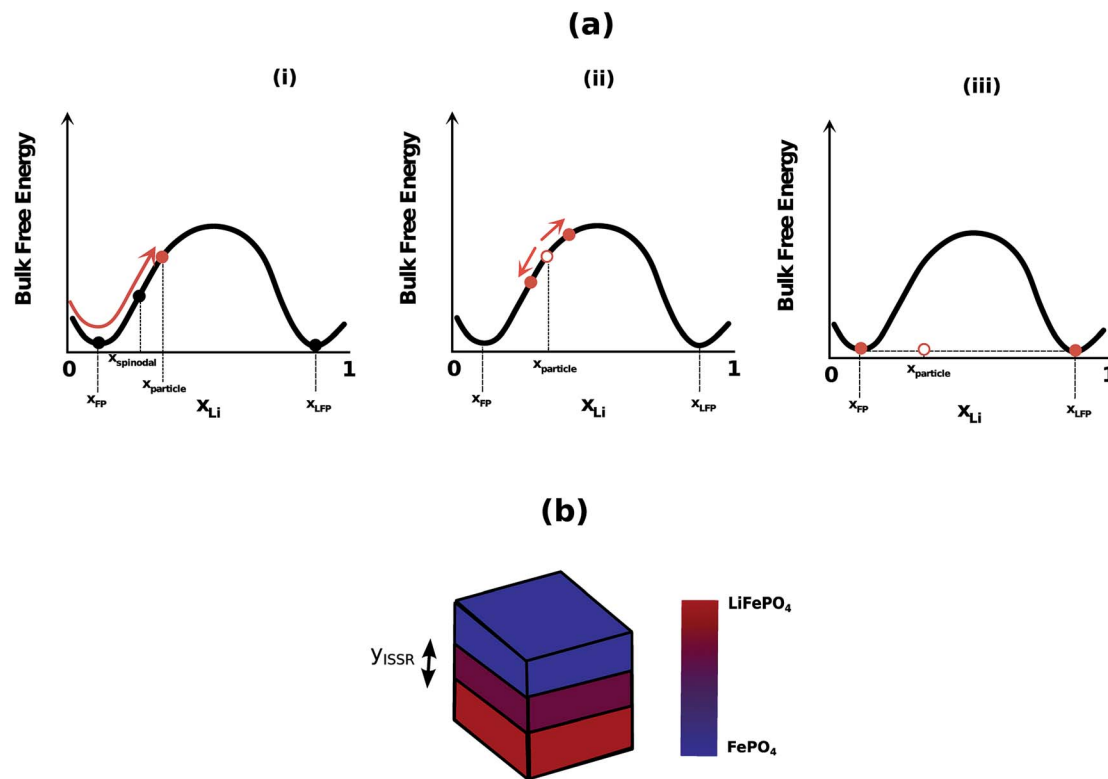 (a)
(i)
(ii)
(iii)
Bulk Free Energy
0
1
x_spinodal
x_particle
x_FP
x_LFP
x_Li
Bulk Free Energy
0
1
x_particle
x_FP
x_LFP
x_Li
Bulk Free Energy
0
1
x_particle
x_FP
x_LFP
x_Li
(b)
y_ISSR
LiFePO₄
FePO₄